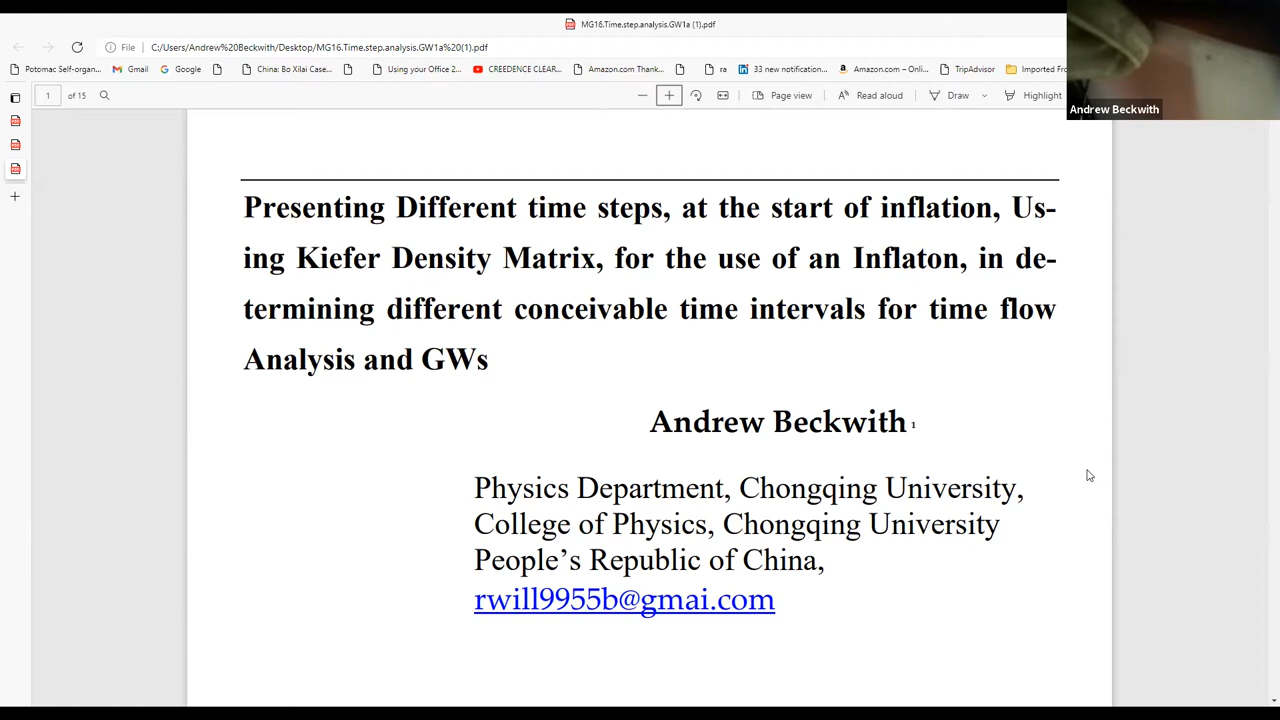 MG16.Time.step.analysis.GW1a (1).pdf
File C:/Users/Andrew%20Beckwith/Desktop/MG16.Time.step.analysis.GW1a%20(1).pdf
Potomac Self-organ... Gmail Google China: Bo Xilai Case... Using your Office 2... CREEDENCE CLEAR... Amazon.com Thank... ra 33 new notification... Amazon.com – Onli... TripAdvisor Imported Fro
1 of 15 Page view Read aloud Draw Highlight
Andrew Beckwith
Presenting Different time steps, at the start of inflation, Us-
ing Kiefer Density Matrix, for the use of an Inflaton, in de-
termining different conceivable time intervals for time flow
Analysis and GWs
Andrew Beckwith 1
Physics Department, Chongqing University,
College of Physics, Chongqing University
People’s Republic of China,
rwill9955b@gmai.com